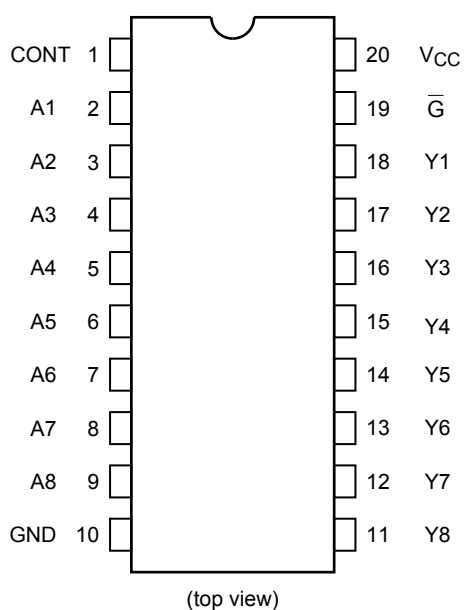 CONT 1 20 VCC
A1 2 19 G̅
A2 3 18 Y1
A3 4 17 Y2
A4 5 16 Y3
A5 6 15 Y4
A6 7 14 Y5
A7 8 13 Y6
A8 9 12 Y7
GND 10 11 Y8
(top view)